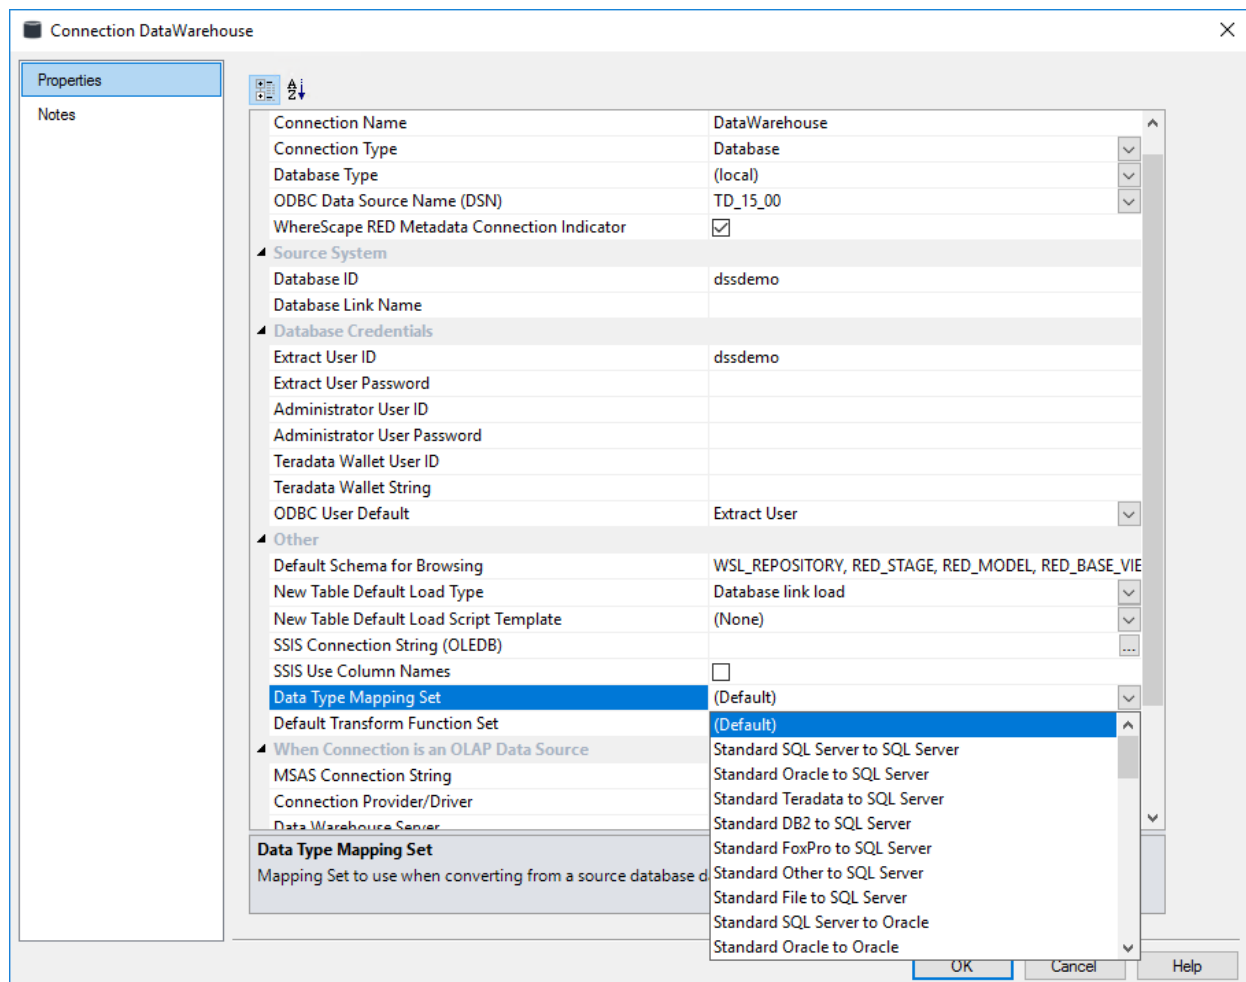 Connection DataWarehouse
Properties
Notes
Connection Name DataWarehouse
Connection Type Database
Database Type (local)
ODBC Data Source Name (DSN) TD_15_00
WhereScape RED Metadata Connection Indicator
Source System
Database ID dssdemo
Database Link Name
Database Credentials
Extract User ID dssdemo
Extract User Password
Administrator User ID
Administrator User Password
Teradata Wallet User ID
Teradata Wallet String
ODBC User Default Extract User
Other
Default Schema for Browsing WSL_REPOSITORY, RED_STAGE, RED_MODEL, RED_BASE_VIE
New Table Default Load Type Database link load
New Table Default Load Script Template (None)
SSIS Connection String (OLEDB) ...
SSIS Use Column Names
Data Type Mapping Set (Default)
Default Transform Function Set (Default)
When Connection is an OLAP Data Source Standard SQL Server to SQL Server
MSAS Connection String Standard Oracle to SQL Server
Connection Provider/Driver Standard Teradata to SQL Server
Data Warehouse Server Standard DB2 to SQL Server
Data Type Mapping Set Standard FoxPro to SQL Server
Mapping Set to use when converting from a source database d Standard Other to SQL Server
Standard File to SQL Server
Standard SQL Server to Oracle
Standard Oracle to Oracle
OK Cancel Help